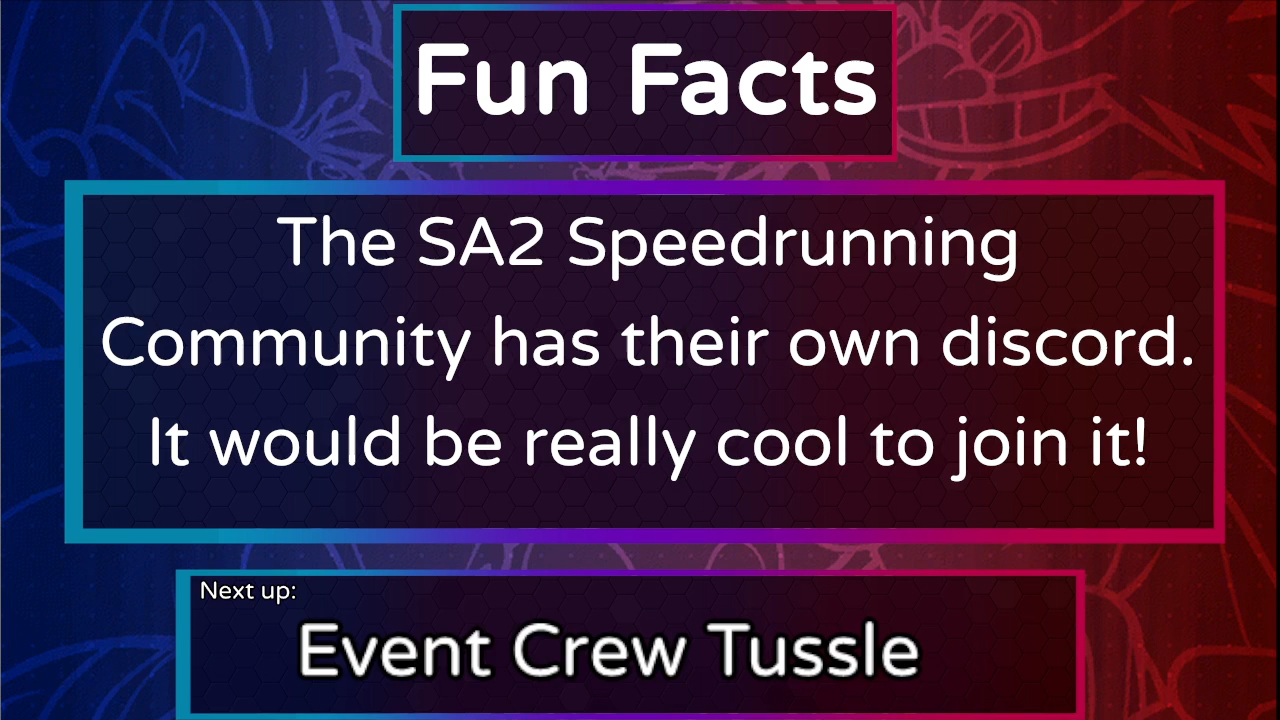 Fun Facts
The SA2 Speedrunning
Community has their own discord.
It would be really cool to join it!
Next up:
Event Crew Tussle